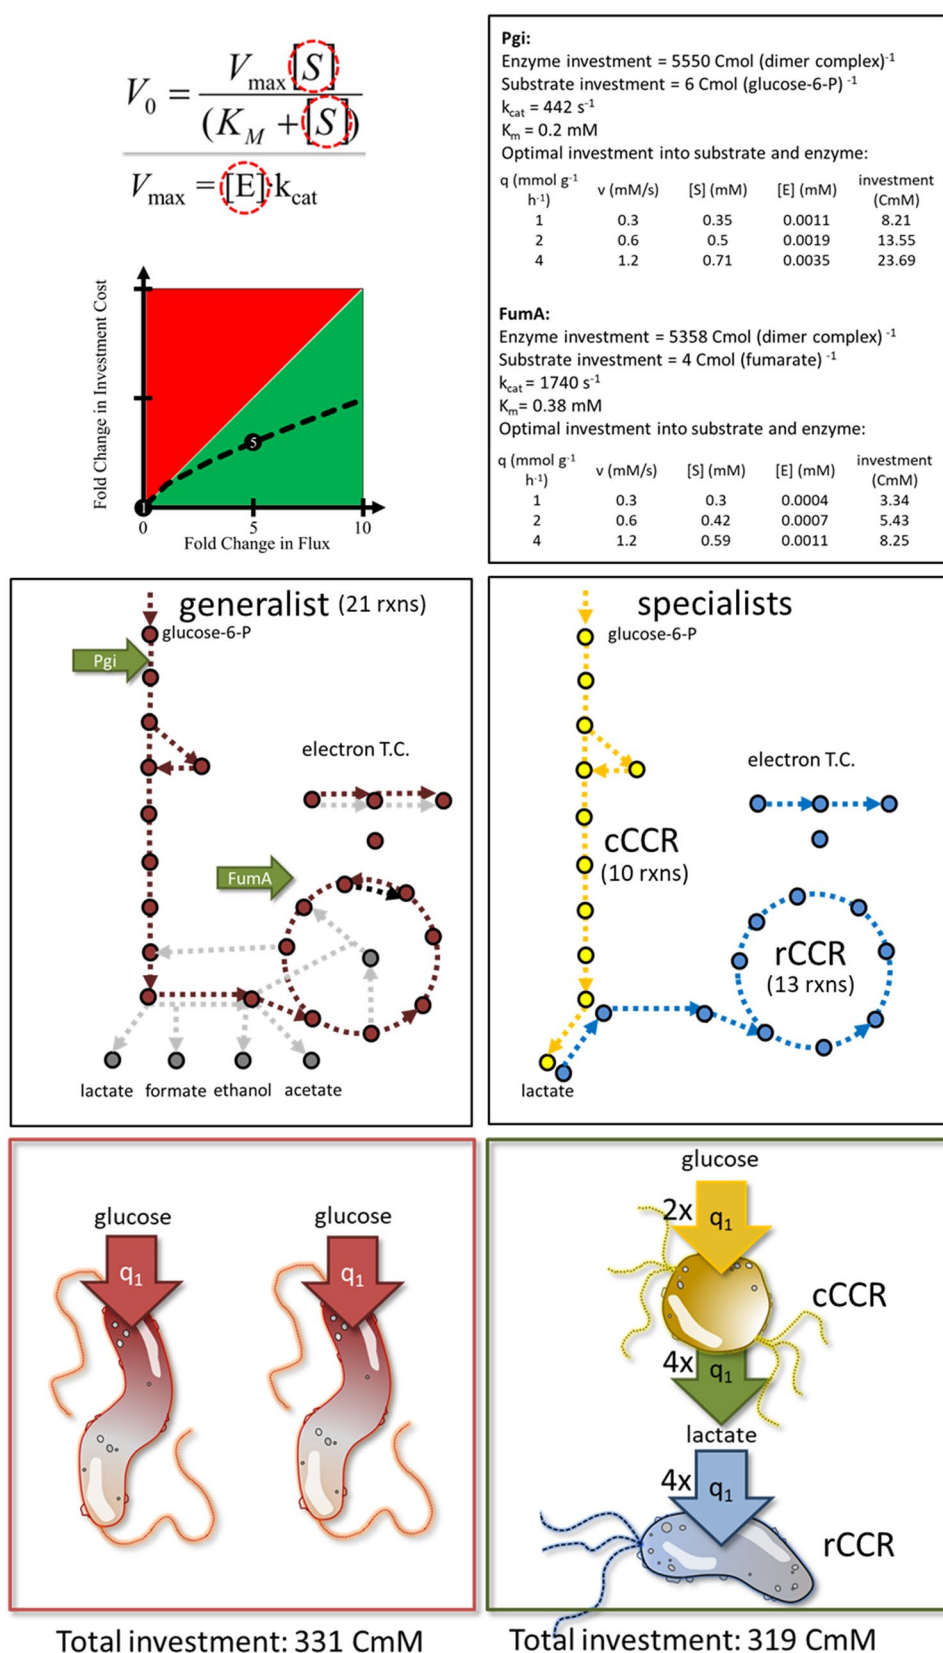 V0 = Vmax[S] / (KM + [S])
Vmax = [E]·kcat
Fold Change in Investment Cost
1
5
0 5 10
Fold Change in Flux
Pgi:
Enzyme investment = 5550 Cmol (dimer complex)-1
Substrate investment = 6 Cmol (glucose-6-P) -1
kcat = 442 s-1
Km = 0.2 mM
Optimal investment into substrate and enzyme:
q (mmol g-1 h-1) v (mM/s) [S] (mM) [E] (mM) investment (CmM)
1 0.3 0.35 0.0011 8.21
2 0.6 0.5 0.0019 13.55
4 1.2 0.71 0.0035 23.69
FumA:
Enzyme investment = 5358 Cmol (dimer complex) -1
Substrate investment = 4 Cmol (fumarate) -1
kcat = 1740 s-1
Km= 0.38 mM
Optimal investment into substrate and enzyme:
q (mmol g-1 h-1) v (mM/s) [S] (mM) [E] (mM) investment (CmM)
1 0.3 0.3 0.0004 3.34
2 0.6 0.42 0.0007 5.43
4 1.2 0.59 0.0011 8.25
generalist (21 rxns)
glucose-6-P
Pgi
electron T.C.
FumA
lactate formate ethanol acetate
specialists
glucose-6-P
electron T.C.
cCCR
(10 rxns)
rCCR
(13 rxns)
lactate
glucose
q1
glucose
q1
Total investment: 331 CmM
glucose
2x q1
cCCR
4x q1
lactate
4x q1
rCCR
Total investment: 319 CmM